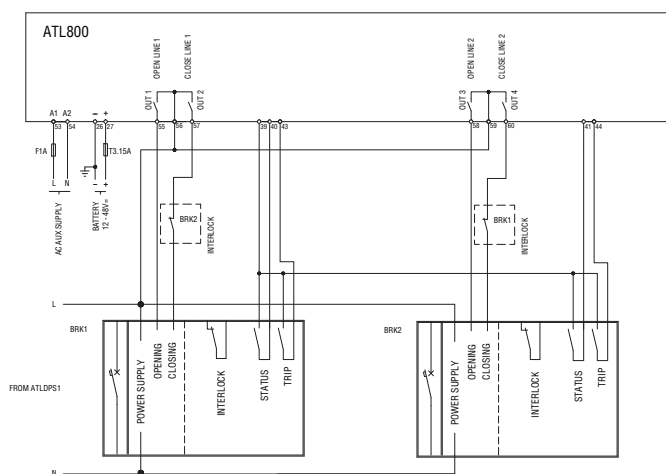 ATL800
OPEN LINE 1
CLOSE LINE 2
OPEN LINE2
CLOSE LINE 2
OUT 1
OUT 2
OUT 3
OUT 4
A1 A2 - +
53 54 26 27 55 56 57 39 40 43 58 59 60 41 44
F1A
T3.15A
L N - +
AC AUX SUPPLY
BATTERY
12 - 48V=
BRK2
INTERLOCK
BRK1
INTERLOCK
L
BRK1
BRK2
FROM ATLDPS1
POWER SUPPLY
OPENING
CLOSING
INTERLOCK
STATUS
TRIP
POWER SUPPLY
OPENING
CLOSING
INTERLOCK
STATUS
TRIP
N